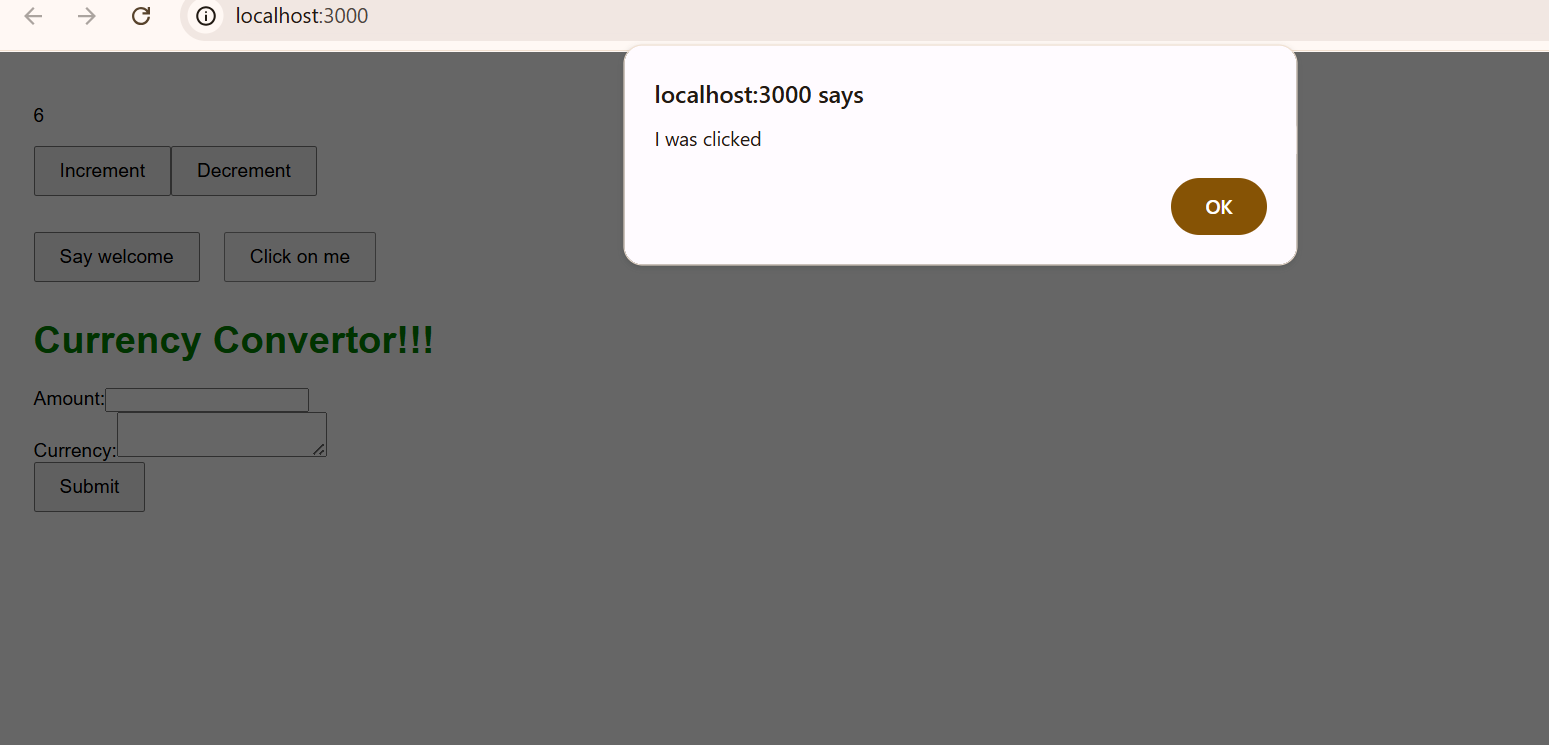 localhost:3000
localhost:3000 says
I was clicked
OK
6
Increment Decrement
Say welcome Click on me
Currency Convertor!!!
Amount:
Currency:
Submit